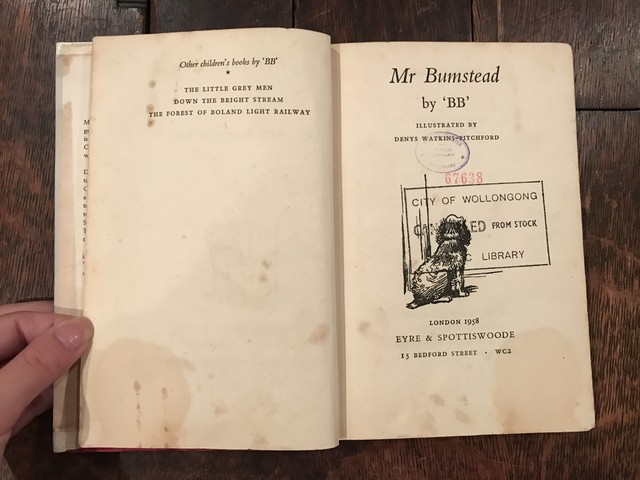 Other children's books by 'BB'
THE LITTLE GREY MEN
DOWN THE BRIGHT STREAM
THE FOREST OF BOLAND LIGHT RAILWAY
Mr Bumstead
by 'BB'
ILLUSTRATED BY
DENYS WATKINS-PITCHFORD
67638
CITY OF WOLLONGONG
FROM STOCK
LIBRARY
LONDON 1958
EYRE & SPOTTISWOODE
15 BEDFORD STREET · WC2